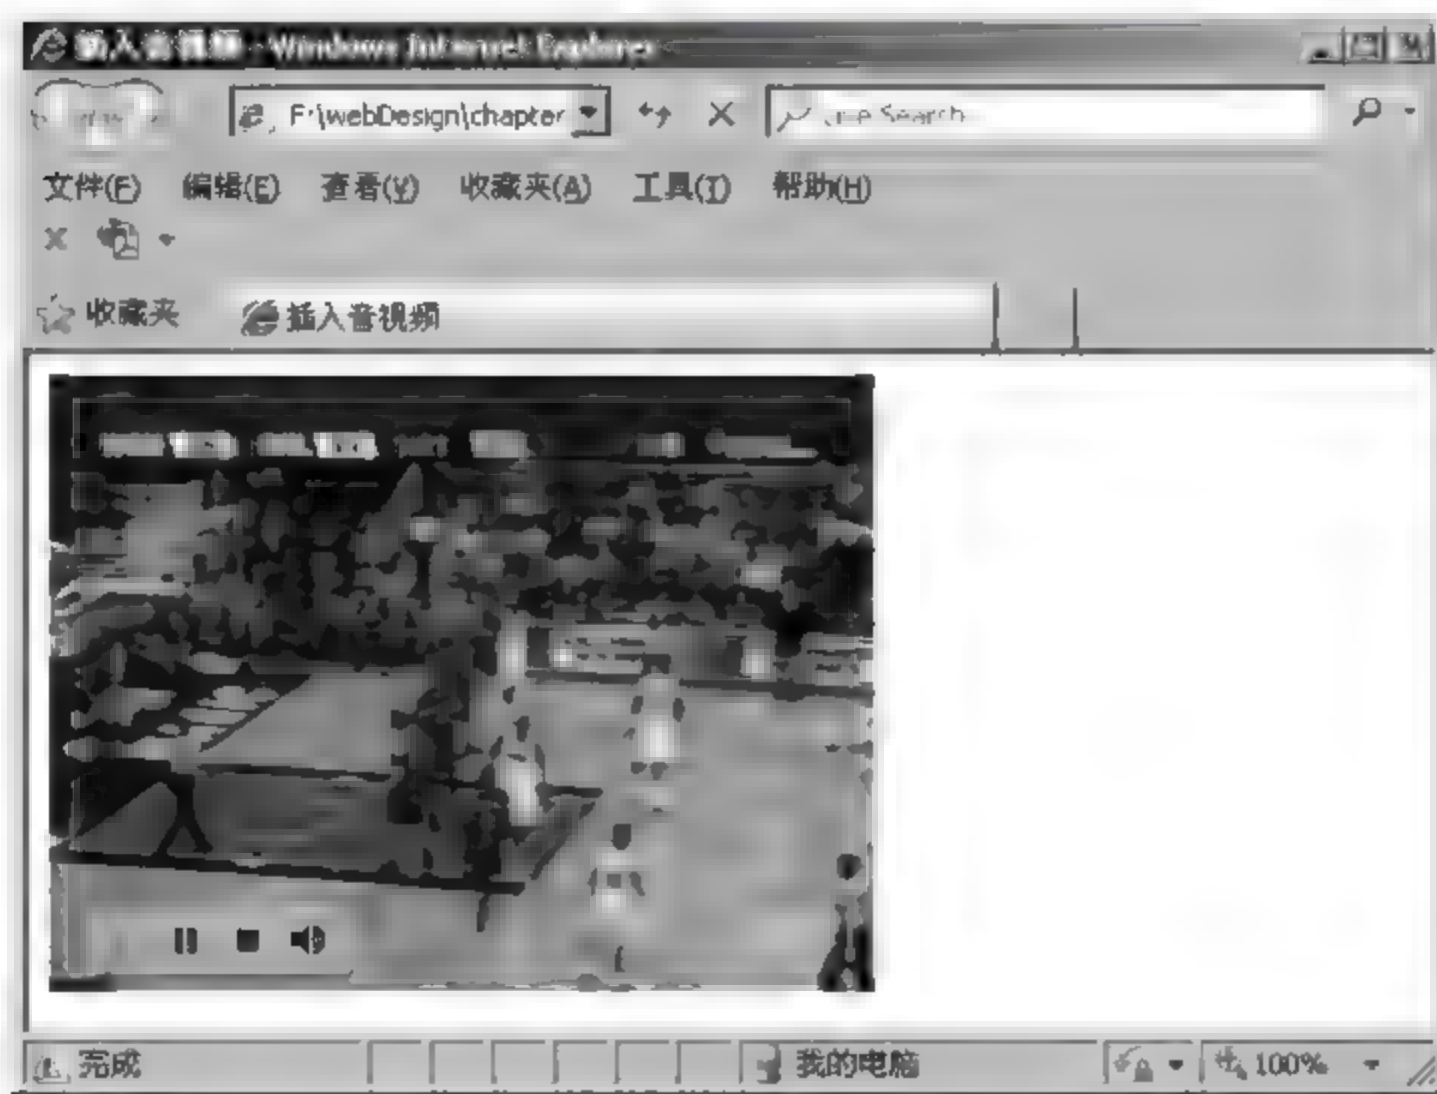 插入音视频 - Windows Internet Explorer
F:\webDesign\chapter
Search
文件(F) 编辑(E) 查看(V) 收藏夹(A) 工具(T) 帮助(H)
收藏夹 插入音视频
完成 我的电脑 100%